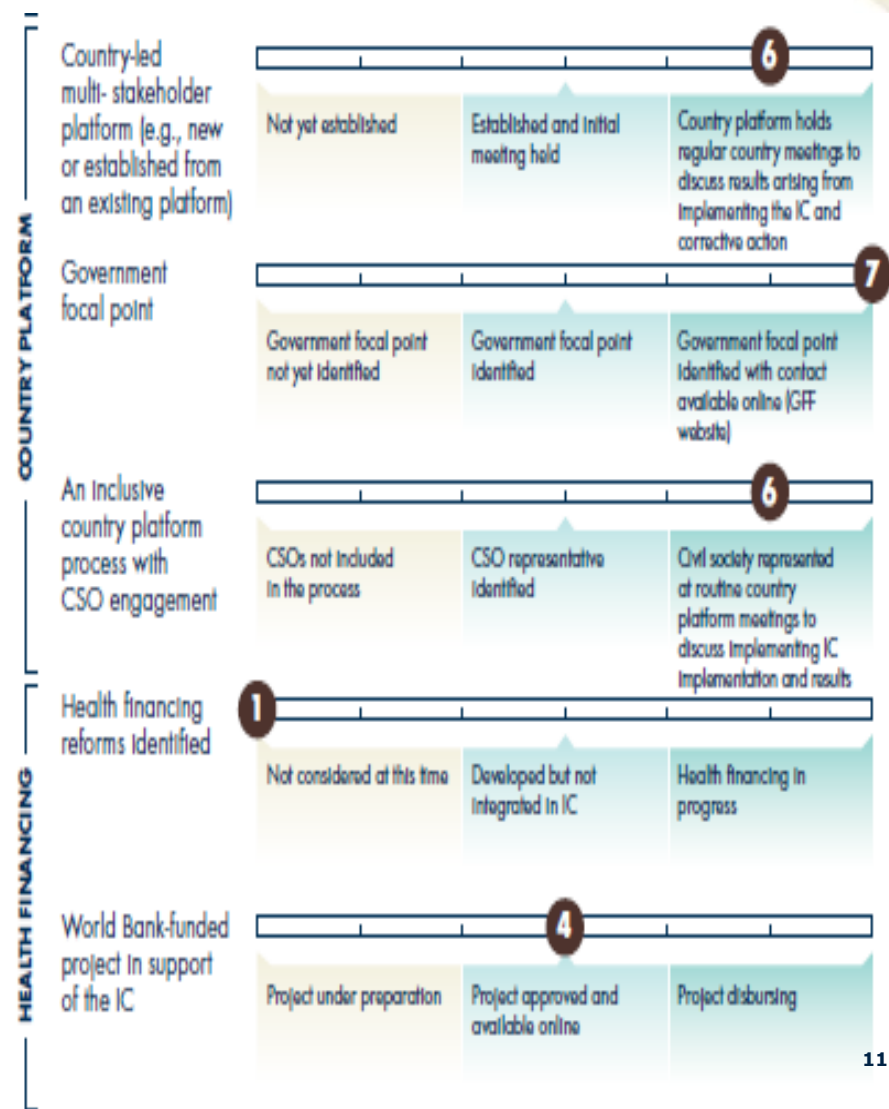 COUNTRY PLATFORM
Country-led
multi- stakeholder
platform (e.g., new
or established from
an existing platform)
6
Not yet established
Established and initial
meeting held
Country platform holds
regular country meetings to
discuss results arising from
implementing the IC and
corrective action
Government
focal point
7
Government focal point
not yet identified
Government focal point
identified
Government focal point
identified with contact
available online (GFF
website)
An inclusive
country platform
process with
CSO engagement
6
CSOs not included
in the process
CSO representative
identified
Civil society represented
at routine country
platform meetings to
discuss implementing IC
implementation and results
HEALTH FINANCING
Health financing
reforms identified
1
Not considered at this time
Developed but not
integrated in IC
Health financing in
progress
World Bank-funded
project in support
of the IC
4
Project under preparation
Project approved and
available online
Project disbursing
11